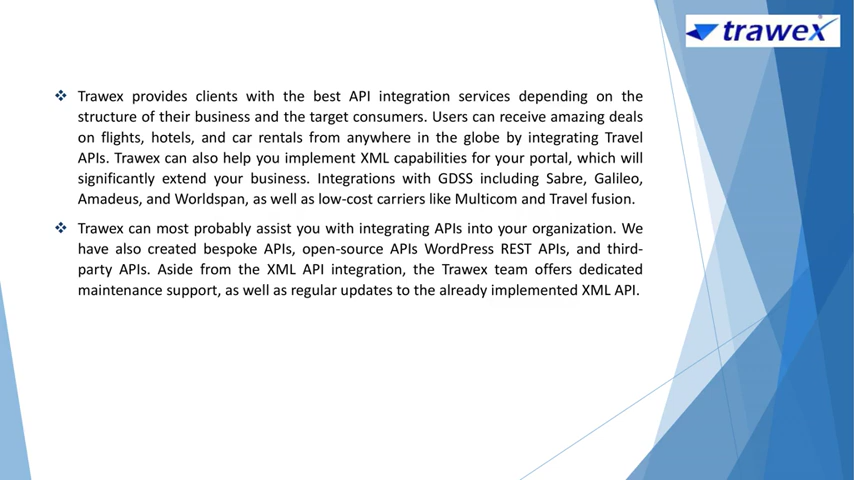 trawex
❖ Trawex provides clients with the best API integration services depending on the
structure of their business and the target consumers. Users can receive amazing deals
on flights, hotels, and car rentals from anywhere in the globe by integrating Travel
APIs. Trawex can also help you implement XML capabilities for your portal, which will
significantly extend your business. Integrations with GDSS including Sabre, Galileo,
Amadeus, and Worldspan, as well as low-cost carriers like Multicom and Travel fusion.
❖ Trawex can most probably assist you with integrating APIs into your organization. We
have also created bespoke APIs, open-source APIs WordPress REST APIs, and third-
party APIs. Aside from the XML API integration, the Trawex team offers dedicated
maintenance support, as well as regular updates to the already implemented XML API.